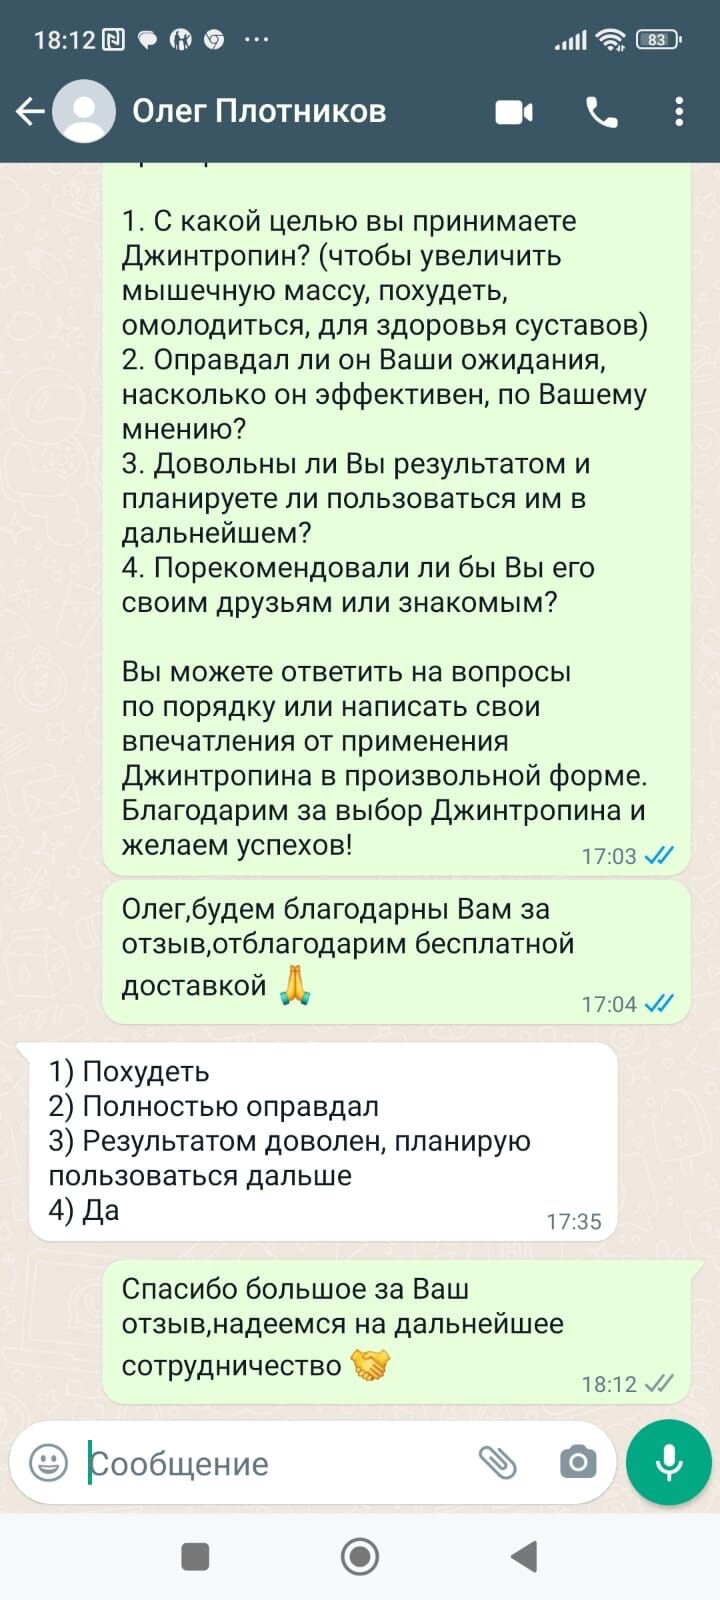 18:12
83
Олег Плотников
1. С какой целью вы принимаете
Джинтропин? (чтобы увеличить
мышечную массу, похудеть,
омолодиться, для здоровья суставов)
2. Оправдал ли он Ваши ожидания,
насколько он эффективен, по Вашему
мнению?
3. Довольны ли Вы результатом и
планируете ли пользоваться им в
дальнейшем?
4. Порекомендовали ли бы Вы его
своим друзьям или знакомым?
Вы можете ответить на вопросы
по порядку или написать свои
впечатления от применения
Джинтропина в произвольной форме.
Благодарим за выбор Джинтропина и
желаем успехов!
17:03
Олег,будем благодарны Вам за
отзыв,отблагодарим бесплатной
доставкой 🙏
17:04
1) Похудеть
2) Полностью оправдал
3) Результатом доволен, планирую
пользоваться дальше
4) Да
17:35
Спасибо большое за Ваш
отзыв,надеемся на дальнейшее
сотрудничество 🤝
18:12
Сообщение